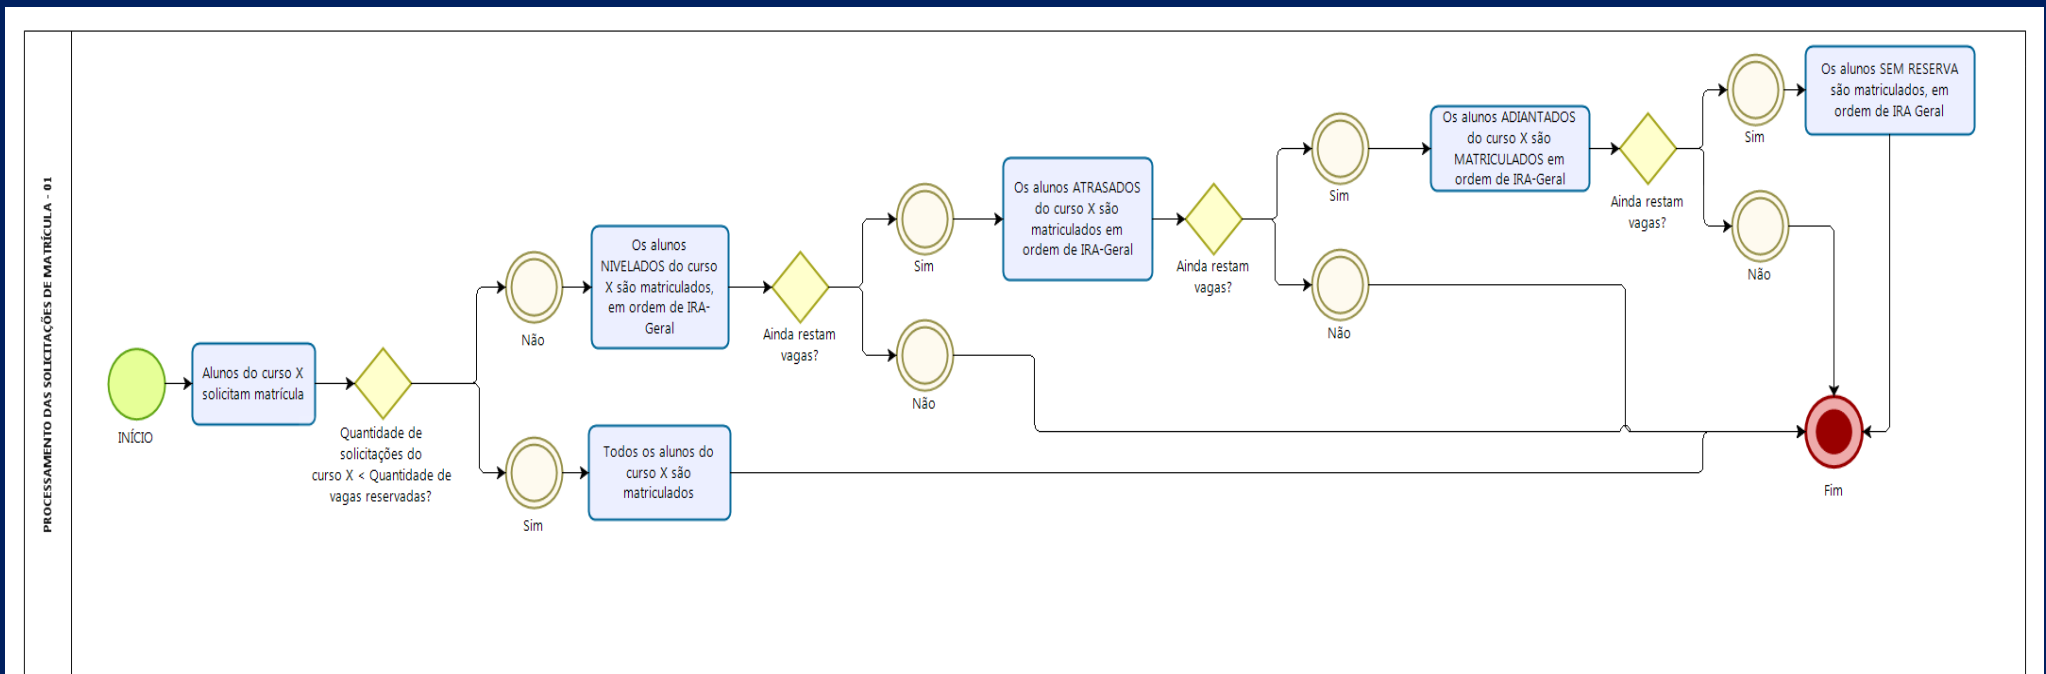 PROCESSAMENTO DAS SOLICITAÇÕES DE MATRÍCULA - 01
INÍCIO
Alunos do curso X
solicitam matrícula
Quantidade de
solicitações do
curso X < Quantidade de
vagas reservadas?
Não
Os alunos
NIVELADOS do curso
X são matriculados,
em ordem de IRA-
Geral
Sim
Todos os alunos do
curso X são
matriculados
Ainda restam
vagas?
Sim
Não
Os alunos ATRASADOS
do curso X são
matriculados em
ordem de IRA-Geral
Ainda restam
vagas?
Sim
Não
Os alunos ADIANTADOS
do curso X são
MATRICULADOS em
ordem de IRA-Geral
Ainda restam
vagas?
Sim
Não
Os alunos SEM RESERVA
são matriculados, em
ordem de IRA Geral
Fim